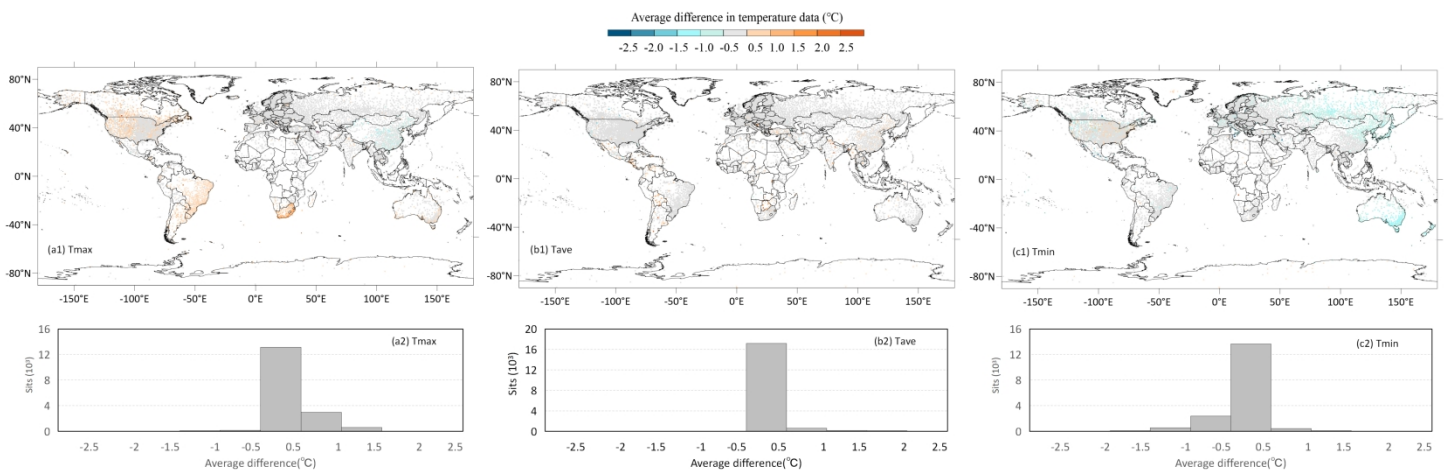 Average difference in temperature data (℃)
-2.5 -2.0 -1.5 -1.0 -0.5 0.5 1.0 1.5 2.0 2.5
80°N
40°N
0°N
-40°N
-80°N
(a1) Tmax
-150°E -100°E -50°E 0°E 50°E 100°E 150°E
80°N
40°N
0°N
-40°N
-80°N
(b1) Tave
-150°E -100°E -50°E 0°E 50°E 100°E 150°E
80°N
40°N
0°N
-40°N
-80°N
(c1) Tmin
-150°E -100°E -50°E 0°E 50°E 100°E 150°E
16
12
8
4
0
Sits (10³)
(a2) Tmax
-2.5 -2 -1.5 -1 -0.5 0.5 1 1.5 2 2.5
Average difference(℃)
20
16
12
8
4
0
Sits (10³)
(b2) Tave
-2.5 -2 -1.5 -1 -0.5 0.5 1 1.5 2 2.5
Average difference(℃)
16
12
8
4
0
Sits (10³)
(c2) Tmin
-2.5 -2 -1.5 -1 -0.5 0.5 1 1.5 2 2.5
Average difference(℃)